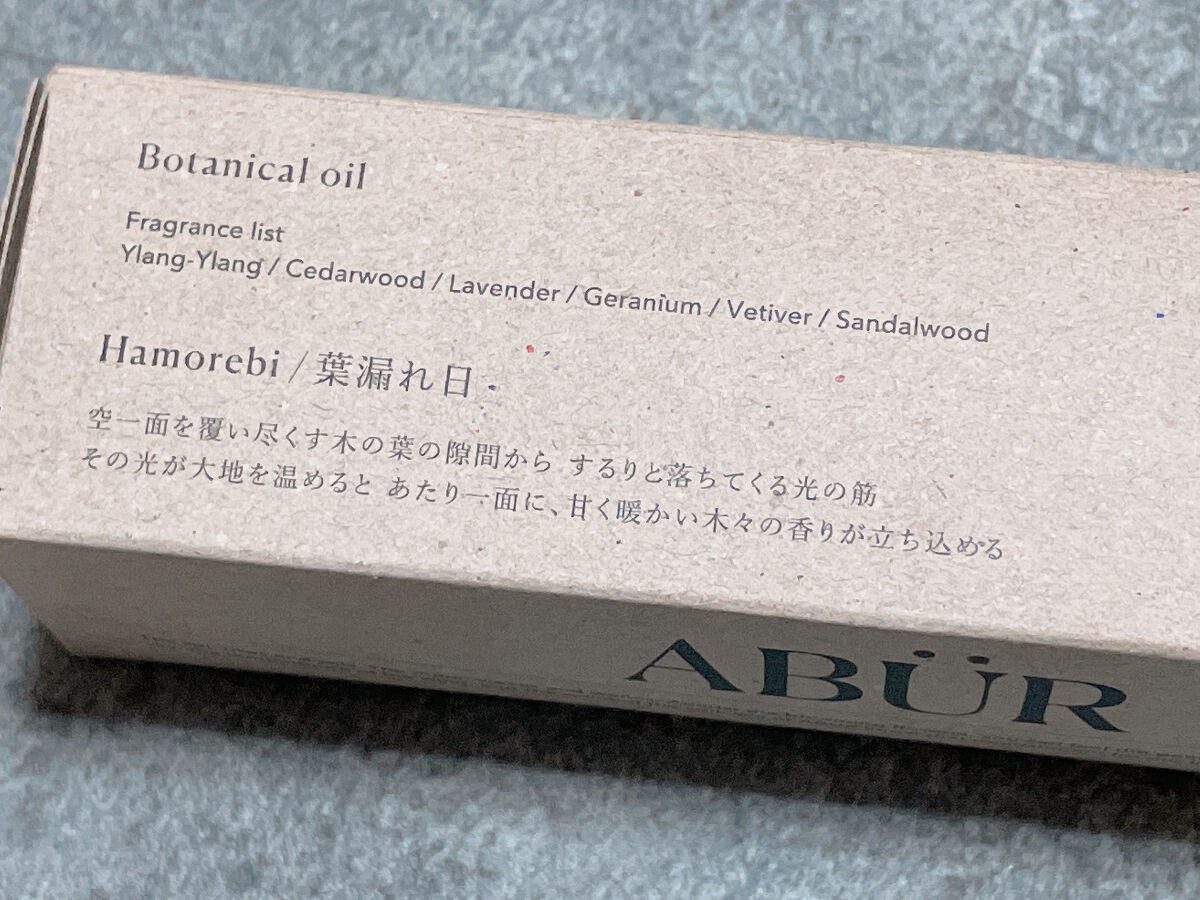 Botanical oil
Fragrance list
Ylang-Ylang / Cedarwood / Lavender / Geranium / Vetiver / Sandalwood
Hamorebi / 葉漏れ日
空一面を覆い尽くす木の葉の隙間から するりと落ちてくる光の筋
その光が大地を温めると あたり一面に、甘く暖かい木々の香りが立ち込める
ABÜR